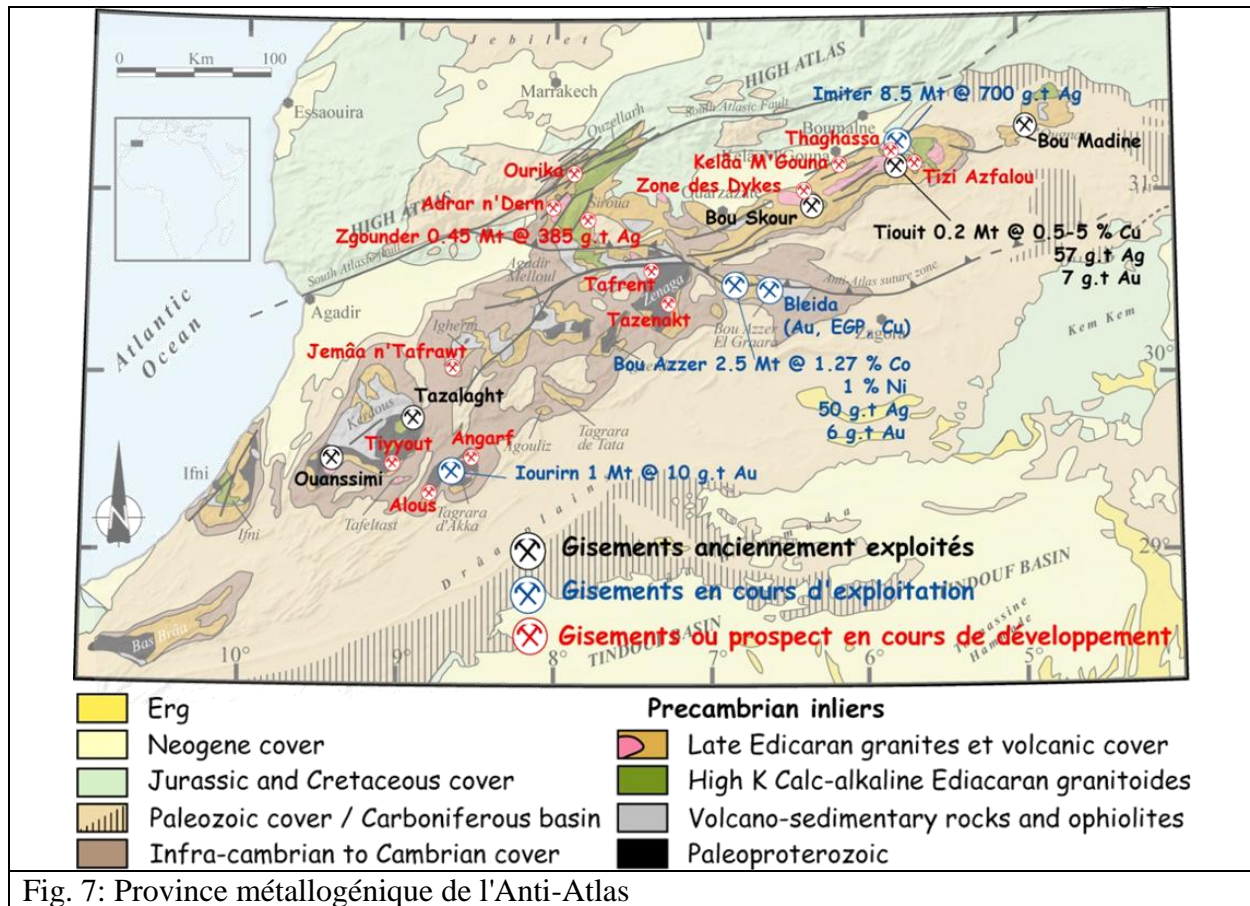 Jebilet
0 Km 100
Marrakech
HIGH ATLAS
Essaouira
South Atlasic Fault
Imiter 8.5 Mt @ 700 g.t Ag
Ouzellarh
Boumalne
Thaghassa
Bou Madine
Kelâa M'Gouna
Ourika
Tizi Azfalou
Zone des Dykes
31°
Ouarzazate
Adrar n'Dern
Siroua
Bou Skour
HIGH ATLAS
Tiouit 0.2 Mt @ 0.5-5 % Cu
57 g.t Ag
7 g.t Au
Zgounder 0.45 Mt @ 385 g.t Ag
South Atlasic fault
Agadir
Melloul
Anti-Atlas suture zone
Tafrent
Zenaga
Agadir
Bleida
(Au, EGP, Cu)
Tazenakt
Zagora
Kem Kem
Atlantic
Ocean
Igherm
Bou Azzer
El Graara
30°
Jemâa n'Tafrawt
Bou Azzer 2.5 Mt @ 1.27 % Co
1 % Ni
50 g.t Ag
6 g.t Au
Tazalaght
Kerdous
Agouliz
Tagrara
de Tata
Tiyyout
Angarf
Ifni
Ouanssimi
Iourirn 1 Mt @ 10 g.t Au
Alous
N
Ifni
Tafeltast
Tagrara
d'Akka
Drâa plain
Hamada
29°
Gisements anciennement exploités
TINDOUF BASIN
Gisements en cours d'exploitation
Bas Drâa
Gisements ou prospect en cours de développement
TINDOUF BASIN
10° 9° 8° 7° 6° 5°
Erg
Neogene cover
Jurassic and Cretaceous cover
Paleozoic cover / Carboniferous basin
Infra-cambrian to Cambrian cover
Precambrian inliers
Late Edicaran granites et volcanic cover
High K Calc-alkaline Ediacaran granitoides
Volcano-sedimentary rocks and ophiolites
Paleoproterozoic
Fig. 7: Province métallogénique de l'Anti-Atlas